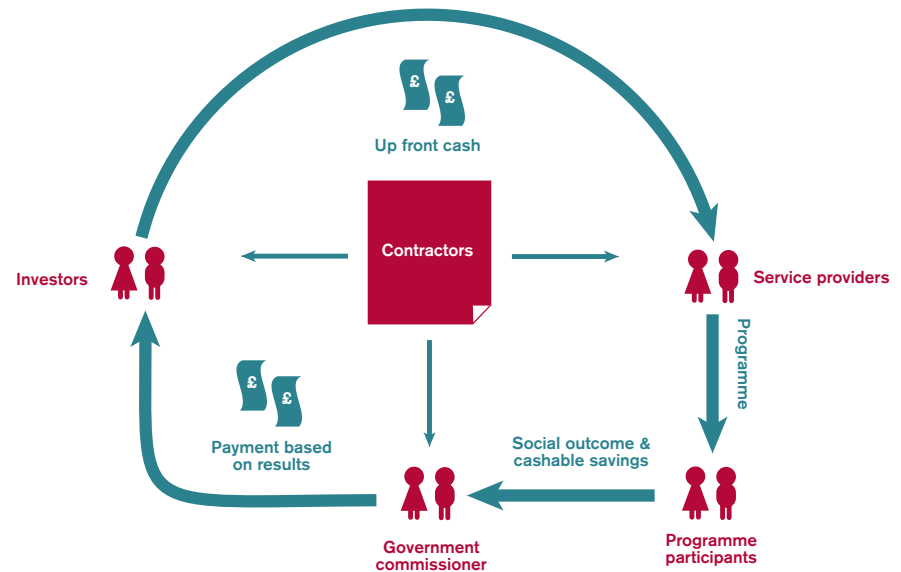 £
£
Up front cash
Contractors
Investors
Service providers
Programme
£
£
Payment based
on results
Social outcome &
cashable savings
Government
commissioner
Programme
participants